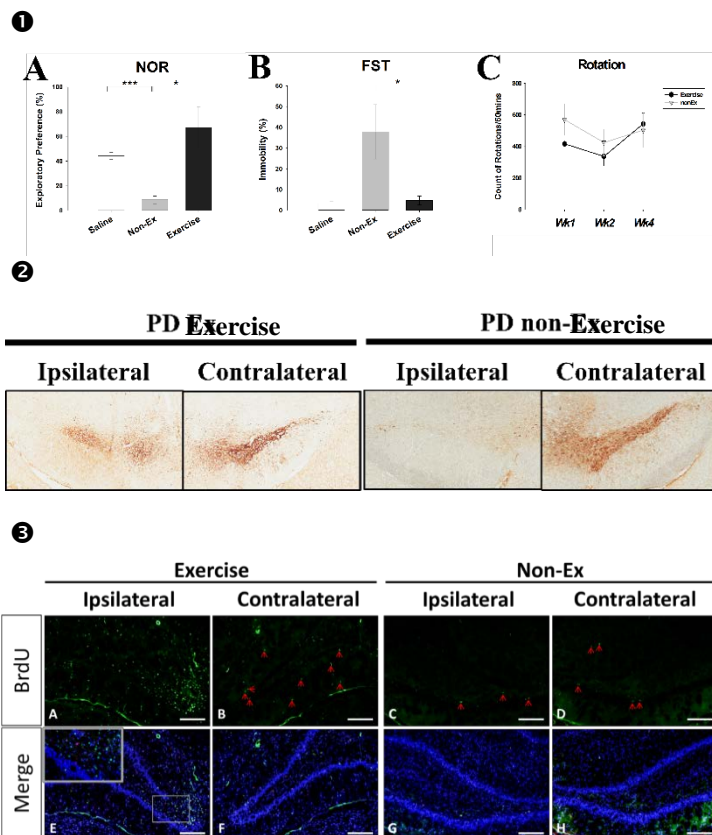 ❶
A NOR
*** *
Exploratory Preference (%)
100
80
60
40
20
0
Saline Non-Ex Exercise
B FST
*
Immobility (%)
60
50
40
30
20
10
0
Saline Non-Ex Exercise
C Rotation
Exercise
nonEx
Count of Rotations/60mins
800
600
400
200
0
Wk1 Wk2 Wk4
❷
PD Exercise PD non-Exercise
Ipsilateral Contralateral Ipsilateral Contralateral
❸
Exercise Non-Ex
Ipsilateral Contralateral Ipsilateral Contralateral
BrdU
A B C D
Merge
E F G H